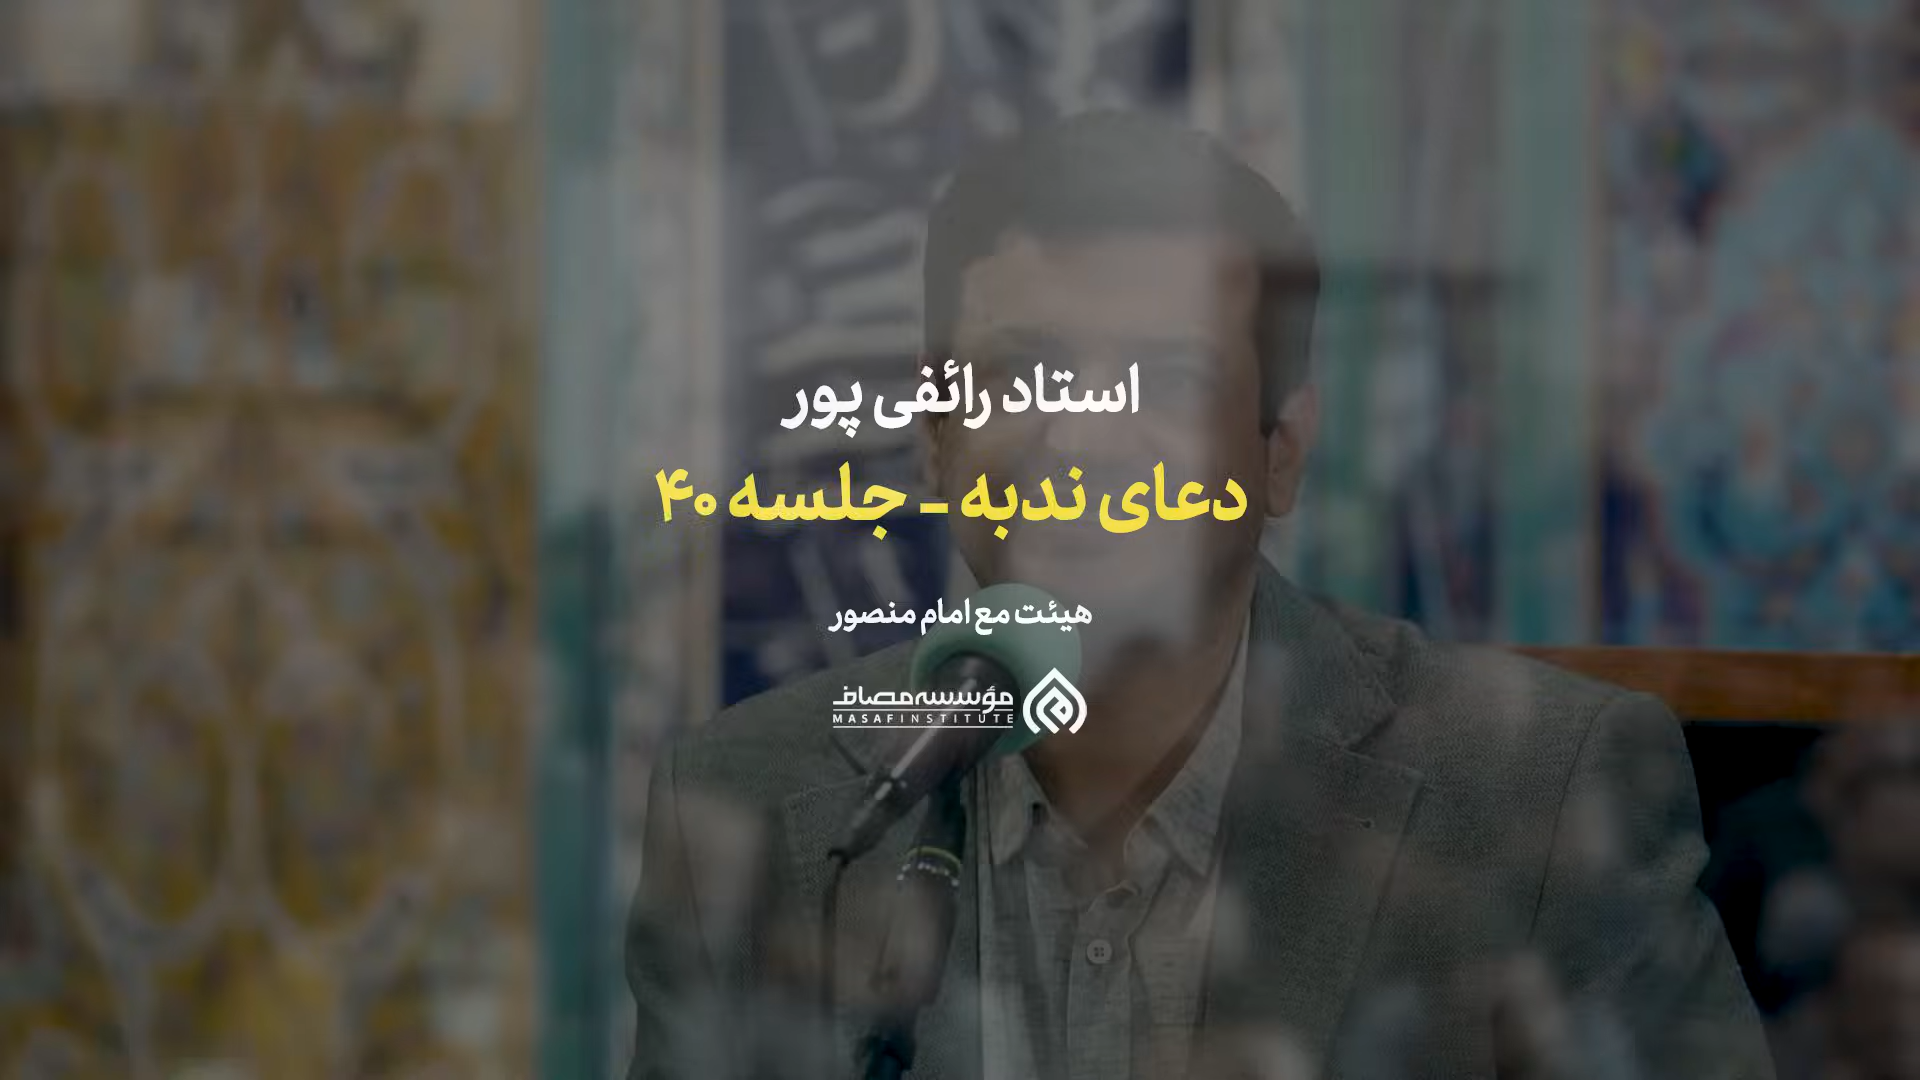 استاد رائفی پور
دعای ندبه - جلسه ۴۰
هیئت مع امام منصور
مؤسسه مصاف
MASAFINSTITUTE